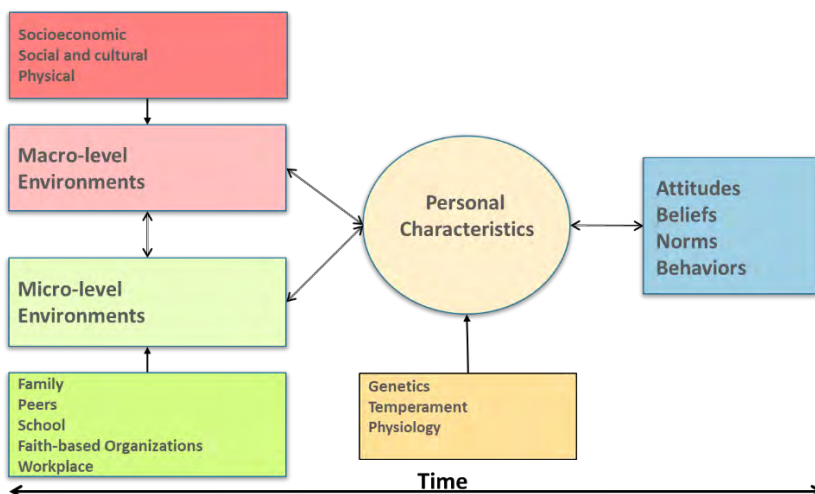 Socioeconomic
Social and cultural
Physical
Macro-level
Environments
Micro-level
Environments
Family
Peers
School
Faith-based Organizations
Workplace
Personal
Characteristics
Genetics
Temperament
Physiology
Attitudes
Beliefs
Norms
Behaviors
Time